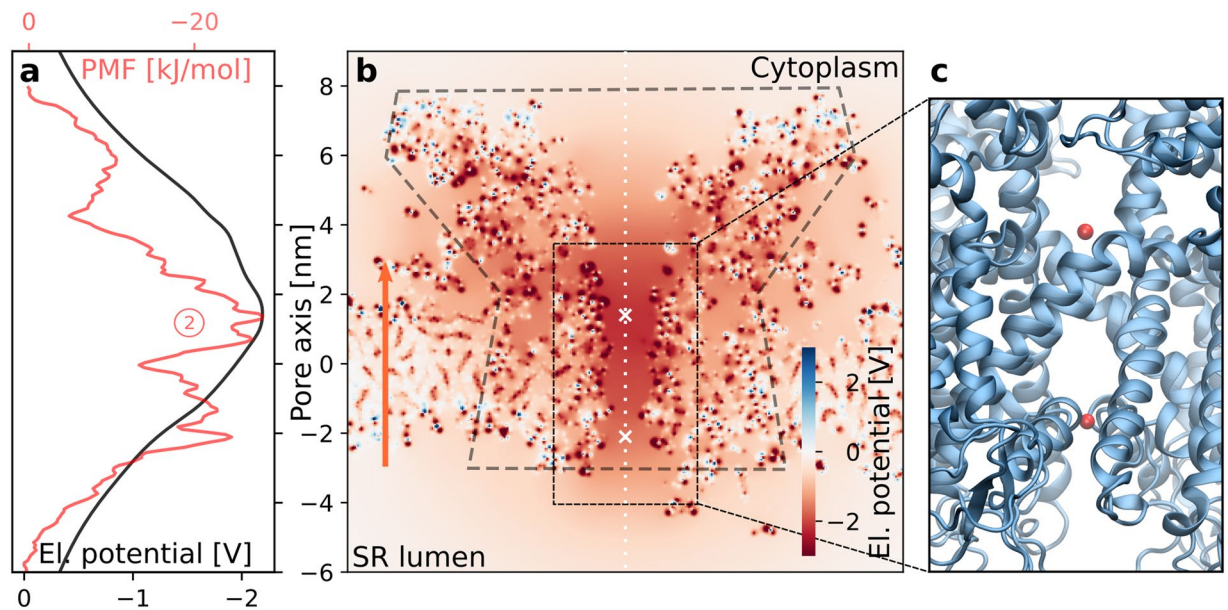 0 −20
a PMF [kJ/mol]
2
El. potential [V]
0 −1 −2
Pore axis [nm]
8
6
4
2
0
−2
−4
−6
b Cytoplasm
SR lumen
El. potential [V]
2
0
−2
c